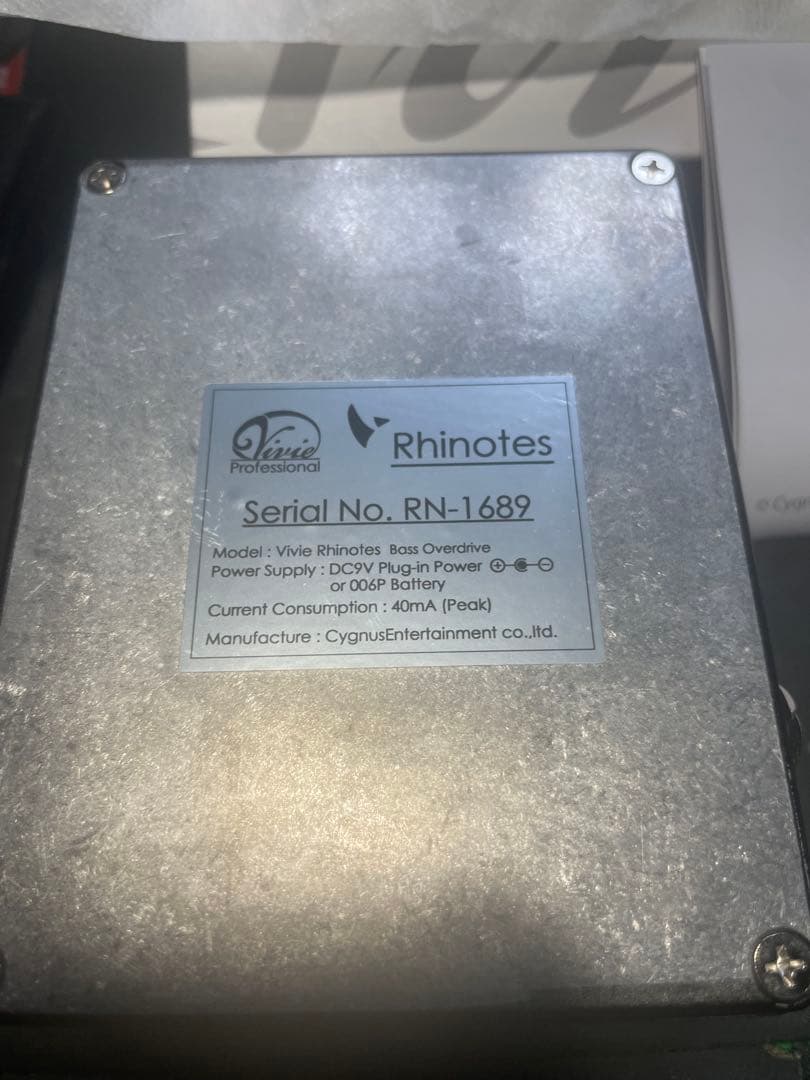 Vivie
Professional
Rhinotes
Serial No. RN-1689
Model : Vivie Rhinotes Bass Overdrive
Power Supply : DC9V Plug-in Power
or 006P Battery
Current Consumption : 40mA (Peak)
Manufacture : CygnusEntertainment co.,ltd.